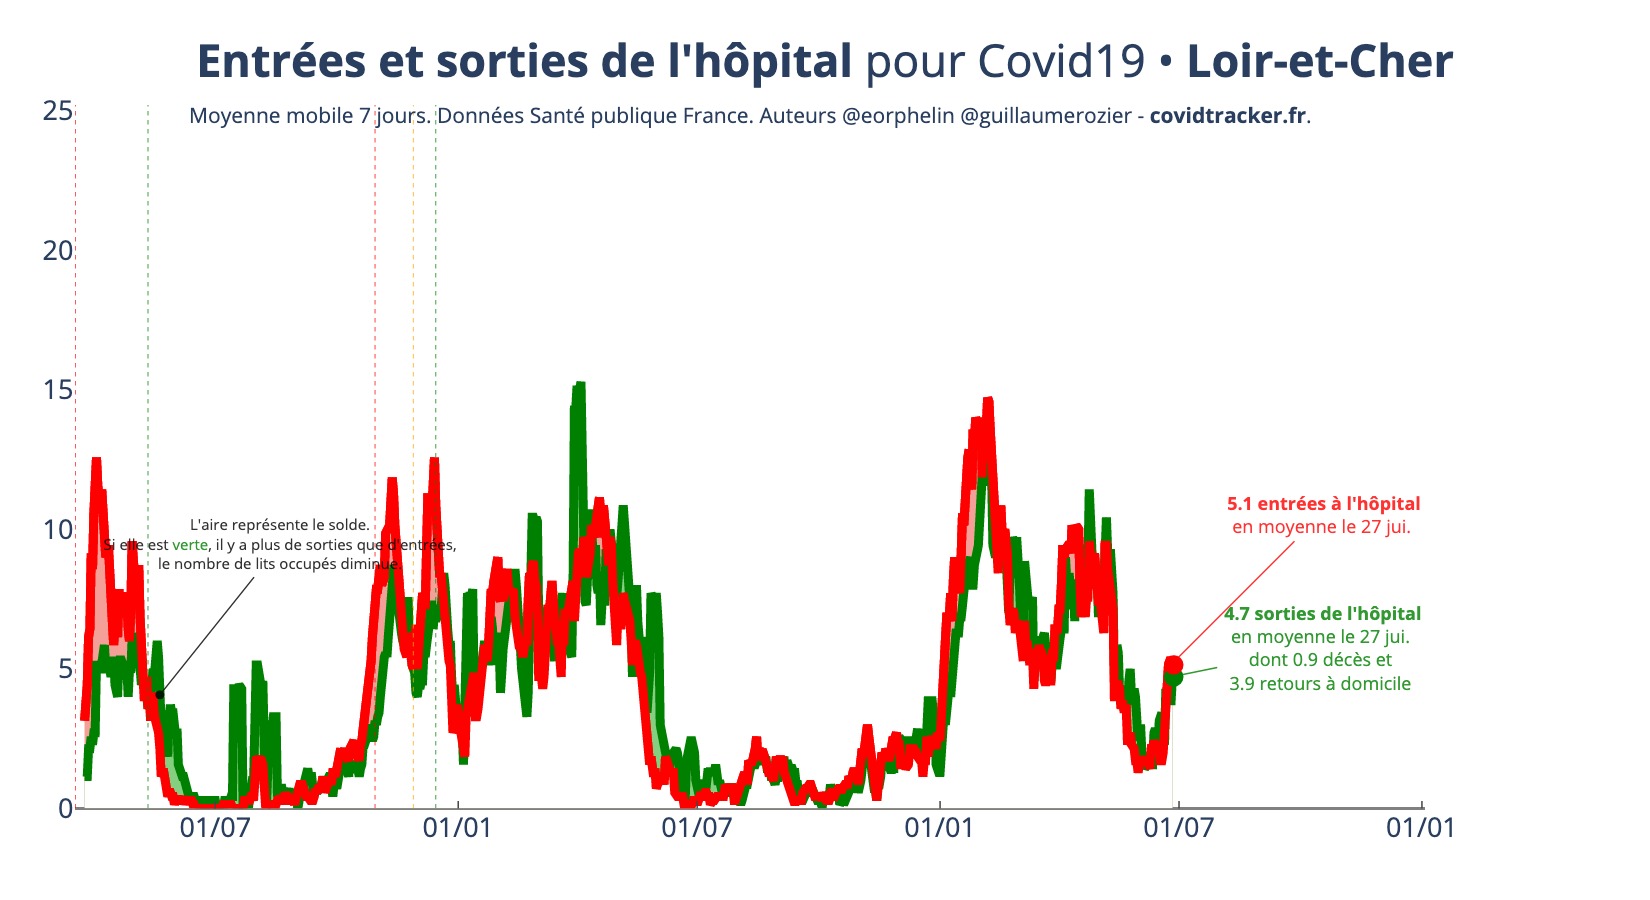 Entrées et sorties de l'hôpital pour Covid19 • Loir-et-Cher
Moyenne mobile 7 jours. Données Santé publique France. Auteurs @eorphelin @guillaumerozier - covidtracker.fr.
25
20
15
10
5
0
L'aire représente le solde.
Si elle est verte, il y a plus de sorties que d'entrées,
le nombre de lits occupés diminue.
5.1 entrées à l'hôpital
en moyenne le 27 jui.
4.7 sorties de l'hôpital
en moyenne le 27 jui.
dont 0.9 décès et
3.9 retours à domicile
01/07
01/01
01/07
01/01
01/07
01/01